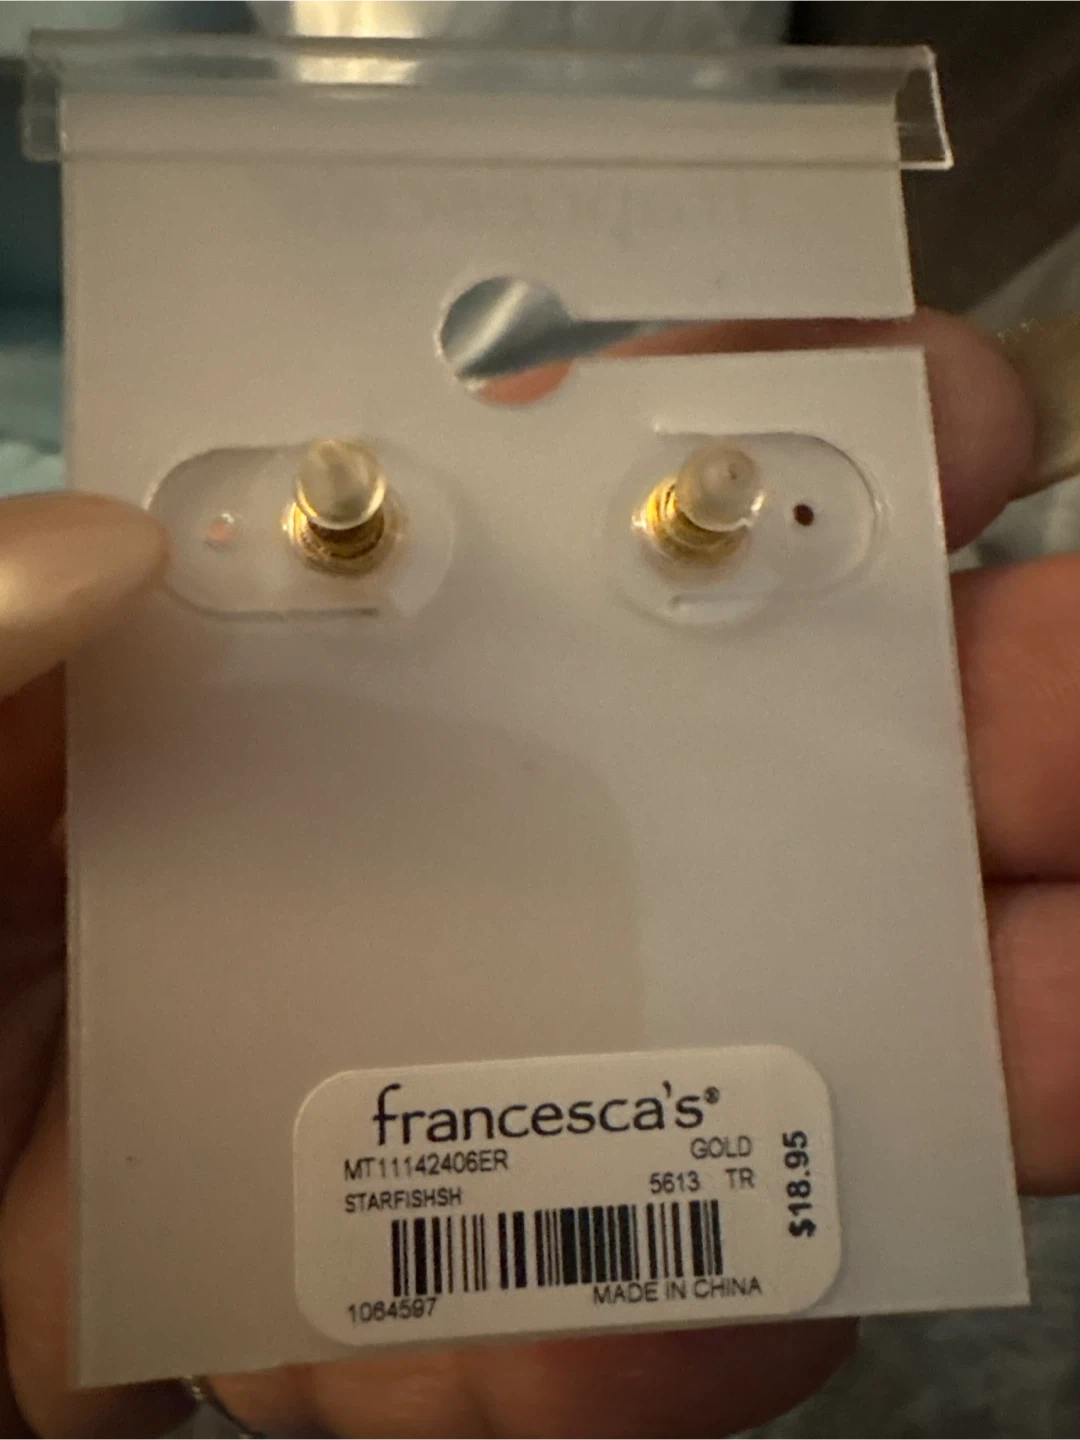 francesca's®
MT11142406ER GOLD
STARFISHSH 5613 TR
$18.95
1064597 MADE IN CHINA